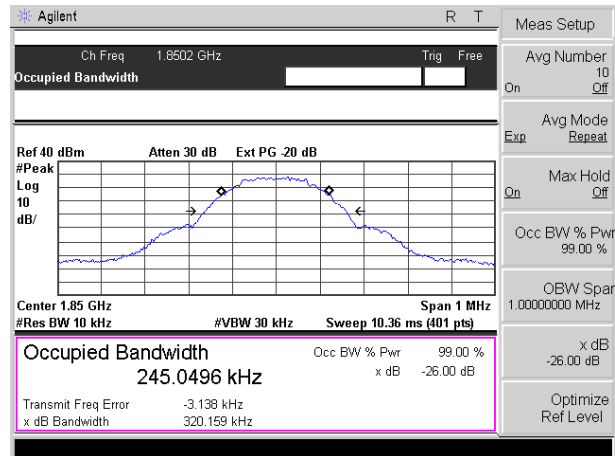 Agilent
R T
Ch Freq 1.8502 GHz Trig Free
Occupied Bandwidth
Ref 40 dBm Atten 30 dB Ext PG -20 dB
#Peak
Log
10
dB/
Center 1.85 GHz Span 1 MHz
#Res BW 10 kHz #VBW 30 kHz Sweep 10.36 ms (401 pts)
Occupied Bandwidth
245.0496 kHz
Occ BW % Pwr 99.00 %
x dB -26.00 dB
Transmit Freq Error -3.138 kHz
x dB Bandwidth 320.159 kHz
Meas Setup
Avg Number
10
On Off
Avg Mode
Exp Repeat
Max Hold
On Off
Occ BW % Pwr
99.00 %
OBW Span
1.00000000 MHz
x dB
-26.00 dB
Optimize
Ref Level